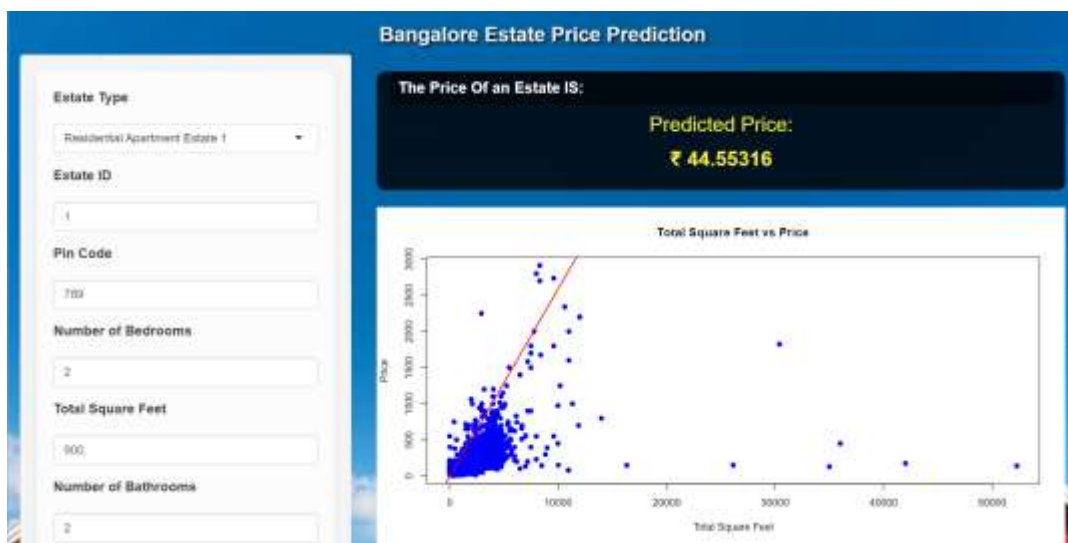 Bangalore Estate Price Prediction
Estate Type
Residential Apartment Estate 1
Estate ID
1
Pin Code
789
Number of Bedrooms
2
Total Square Feet
900
Number of Bathrooms
2
The Price Of an Estate IS:
Predicted Price:
₹ 44.55316
Total Square Feet vs Price
Price
3000
2500
2000
1500
1000
500
0
0
10000
20000
30000
40000
50000
Total Square Feet